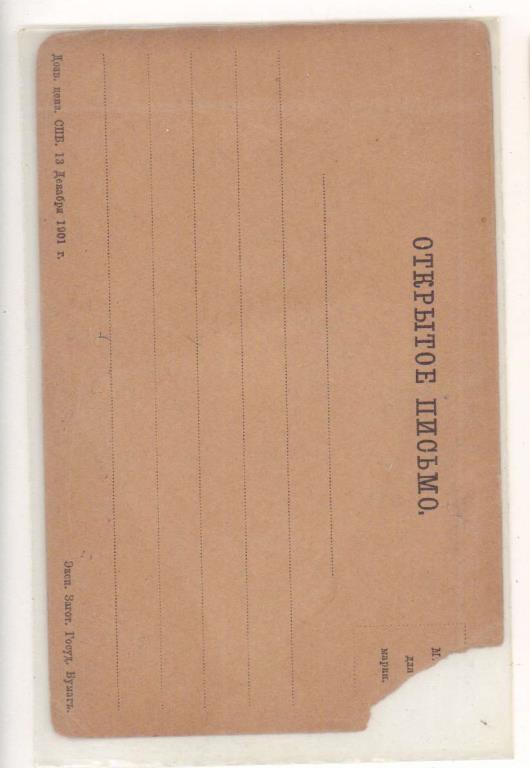 ОТКРЫТОЕ ПИСЬМО.
М.
для
марки.
Дозв. ценз. СПБ. 13 Декабря 1901 г.
Эксп. Загот. Госуд. Бумагъ.